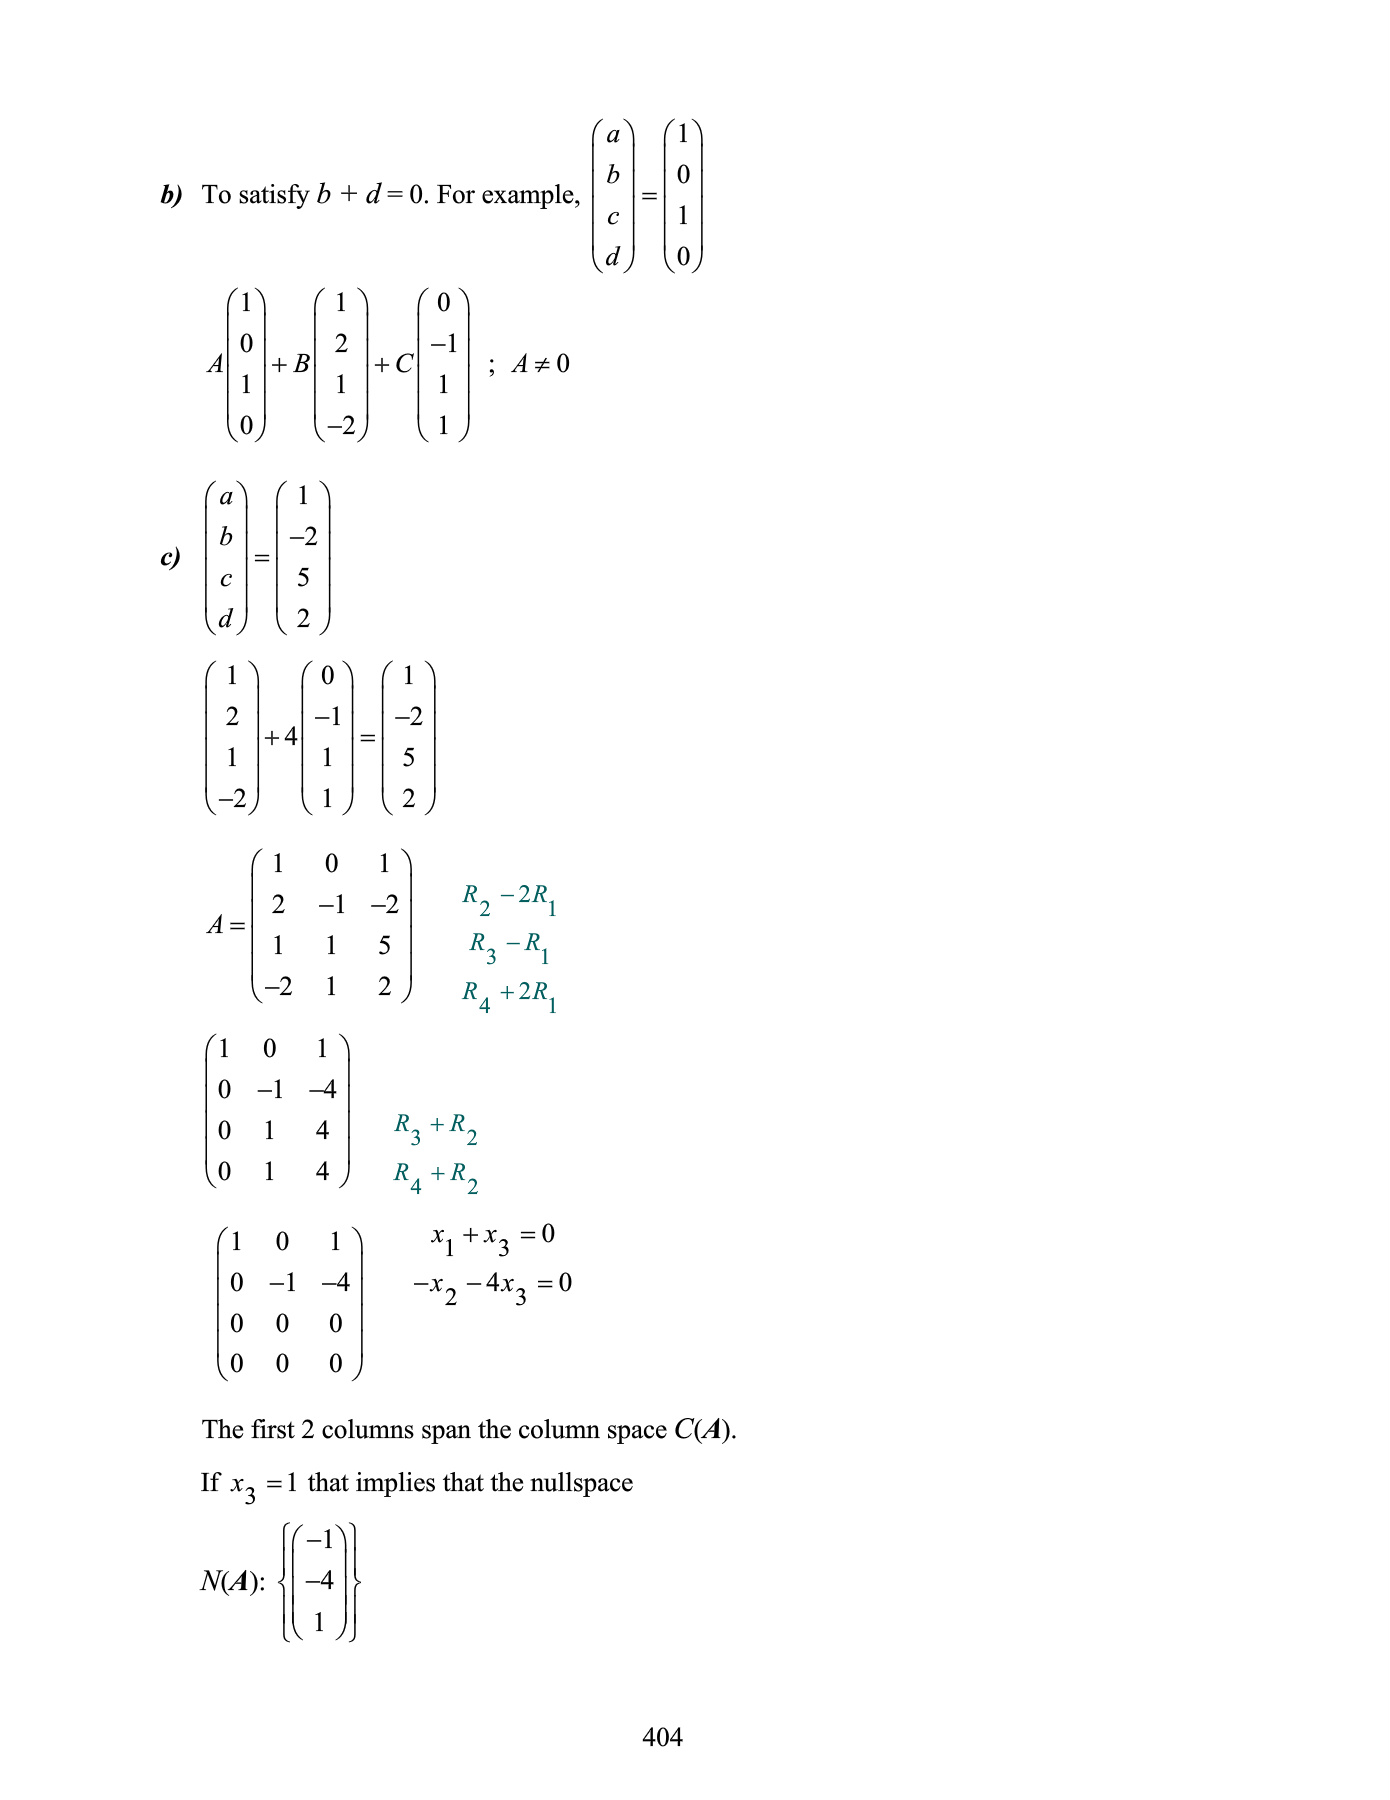 b) To satisfy b + d = 0. For example, \begin{pmatrix} a \\ b \\ c \\ d \end{pmatrix} = \begin{pmatrix} 1 \\ 0 \\ 1 \\ 0 \end{pmatrix}
A \begin{pmatrix} 1 \\ 0 \\ 1 \\ 0 \end{pmatrix} + B \begin{pmatrix} 1 \\ 2 \\ 1 \\ -2 \end{pmatrix} + C \begin{pmatrix} 0 \\ -1 \\ 1 \\ 1 \end{pmatrix} ; A ≠ 0
c) \begin{pmatrix} a \\ b \\ c \\ d \end{pmatrix} = \begin{pmatrix} 1 \\ -2 \\ 5 \\ 2 \end{pmatrix}
\begin{pmatrix} 1 \\ 2 \\ 1 \\ -2 \end{pmatrix} + 4 \begin{pmatrix} 0 \\ -1 \\ 1 \\ 1 \end{pmatrix} = \begin{pmatrix} 1 \\ -2 \\ 5 \\ 2 \end{pmatrix}
A = \begin{pmatrix} 1 & 0 & 1 \\ 2 & -1 & -2 \\ 1 & 1 & 5 \\ -2 & 1 & 2 \end{pmatrix}
R_2 - 2R_1
R_3 - R_1
R_4 + 2R_1
\begin{pmatrix} 1 & 0 & 1 \\ 0 & -1 & -4 \\ 0 & 1 & 4 \\ 0 & 1 & 4 \end{pmatrix}
R_3 + R_2
R_4 + R_2
\begin{pmatrix} 1 & 0 & 1 \\ 0 & -1 & -4 \\ 0 & 0 & 0 \\ 0 & 0 & 0 \end{pmatrix}
x_1 + x_3 = 0
-x_2 - 4x_3 = 0
The first 2 columns span the column space C(A).
If x_3 = 1 that implies that the nullspace
N(A): \left\{ \begin{pmatrix} -1 \\ -4 \\ 1 \end{pmatrix} \right\}
404